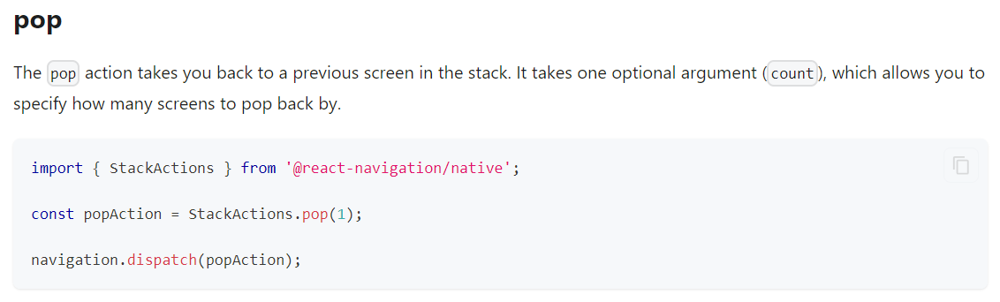 pop
The pop action takes you back to a previous screen in the stack. It takes one optional argument (count), which allows you to
specify how many screens to pop back by.
import { StackActions } from '@react-navigation/native';
const popAction = StackActions.pop(1);
navigation.dispatch(popAction);